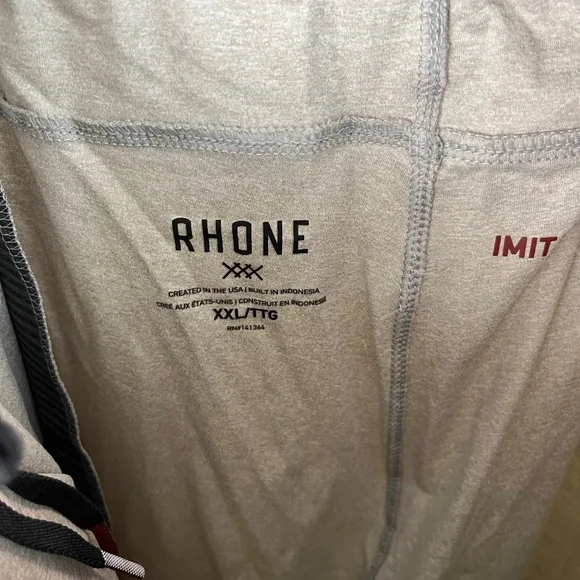 RHONE
CREATED IN THE USA | BUILT IN INDONESIA
CRÉÉ AUX ÉTATS-UNIS | CONSTRUIT EN INDONÉSIE
XXL/TTG
RN#141364
IMIT